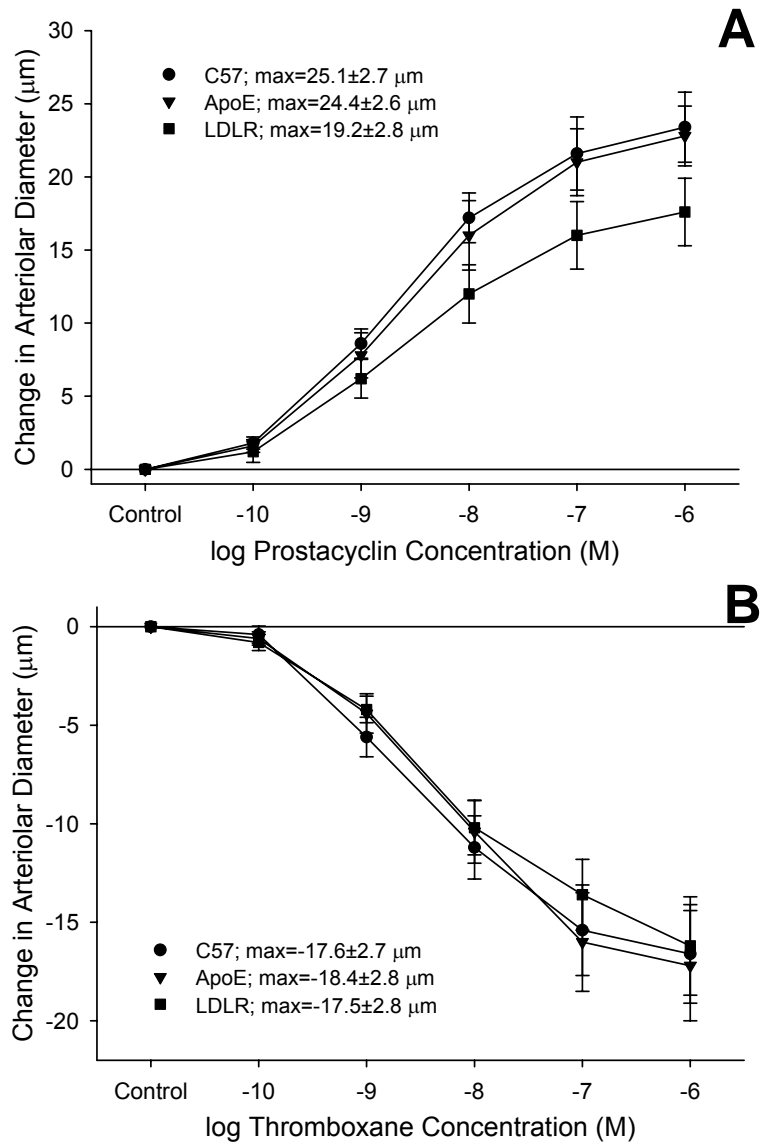 A
30
25
20
15
10
5
0
Change in Arteriolar Diameter (μm)
C57; max=25.1±2.7 μm
ApoE; max=24.4±2.6 μm
LDLR; max=19.2±2.8 μm
Control -10 -9 -8 -7 -6
log Prostacyclin Concentration (M)
B
0
-5
-10
-15
-20
Change in Arteriolar Diameter (μm)
C57; max=-17.6±2.7 μm
ApoE; max=-18.4±2.8 μm
LDLR; max=-17.5±2.8 μm
Control -10 -9 -8 -7 -6
log Thromboxane Concentration (M)